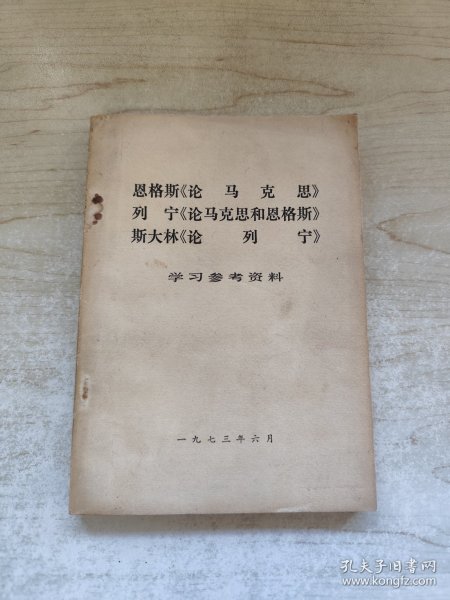 恩格斯《论马克思》
列宁《论马克思和恩格斯》
斯大林《论列宁》
学习参考资料
一九七三年六月
孔夫子旧书网
www.kongfz.com